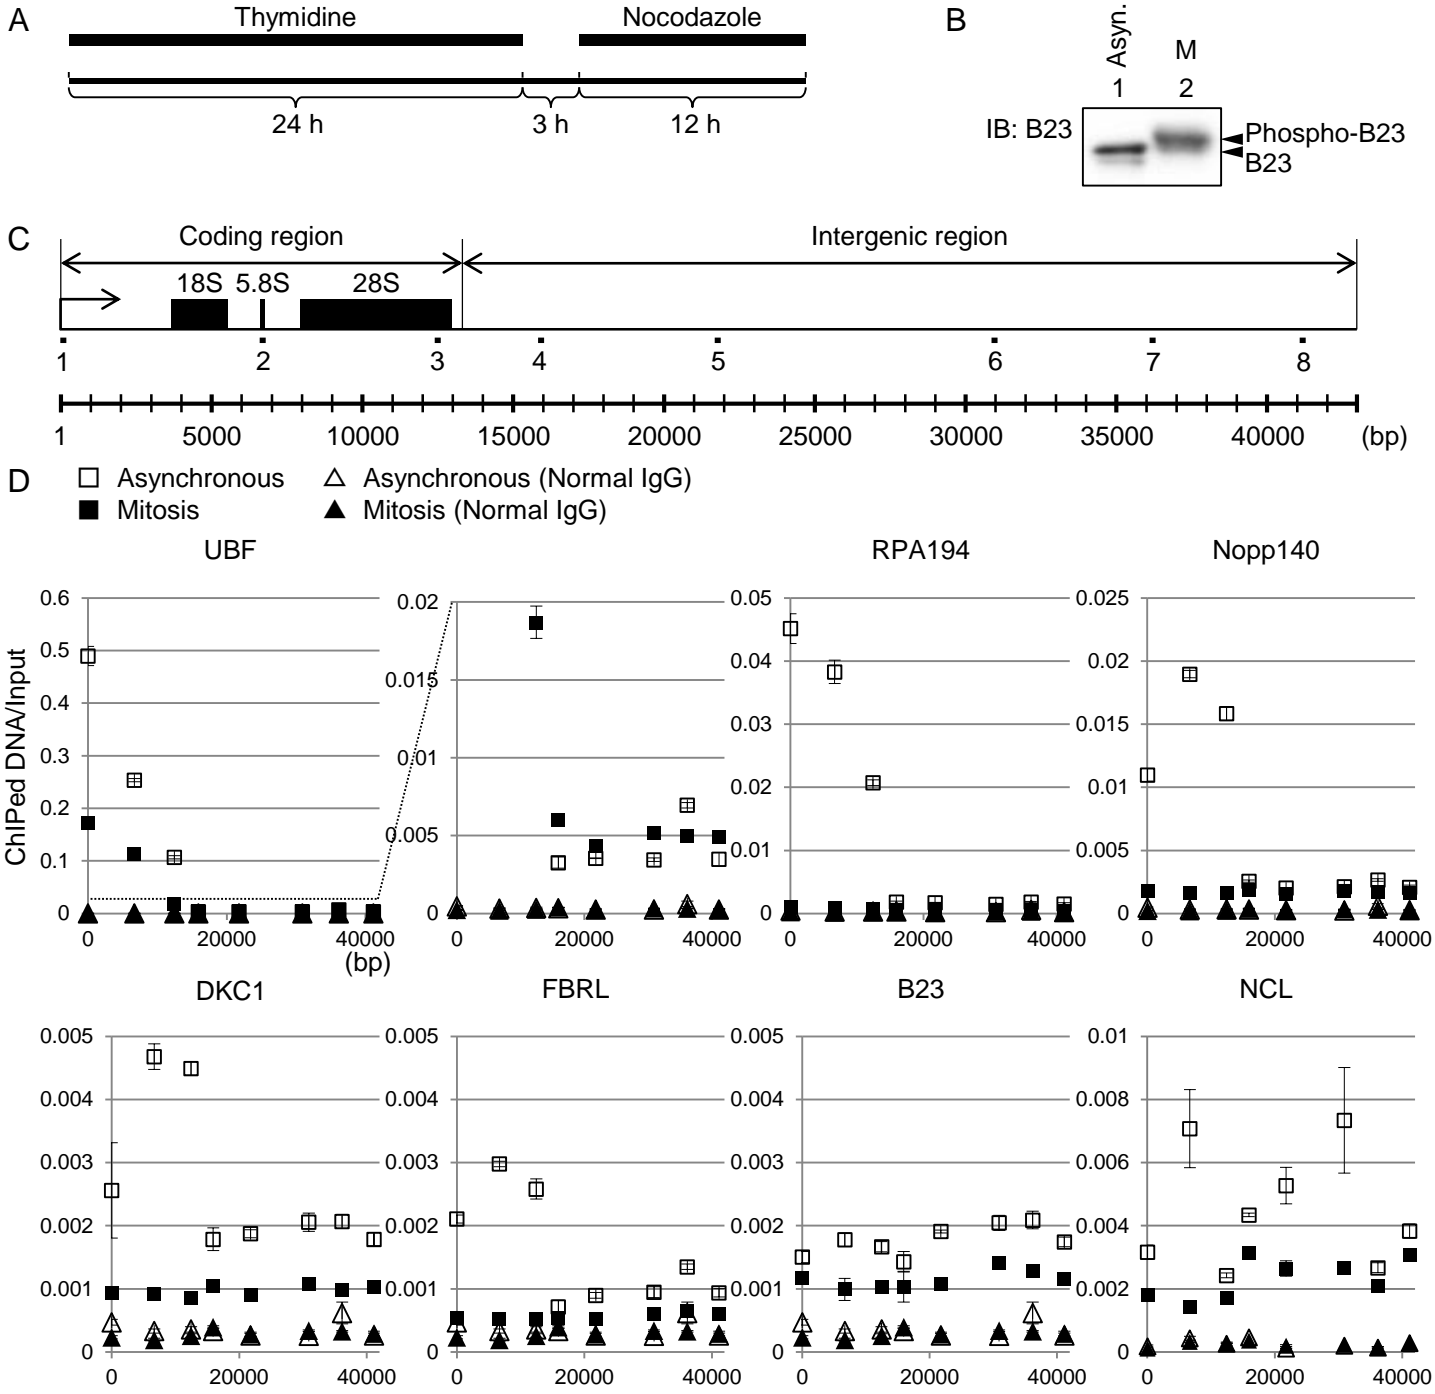 A
Thymidine
Nocodazole
24 h
3 h
12 h
B
Asyn.
M
1
2
IB: B23
Phospho-B23
B23
C
Coding region
Intergenic region
18S 5.8S 28S
1 2 3 4 5 6 7 8
1 5000 10000 15000 20000 25000 30000 35000 40000 (bp)
D
Asynchronous
Asynchronous (Normal IgG)
Mitosis
Mitosis (Normal IgG)
ChIPed DNA/Input
UBF
0.6
0.5
0.4
0.3
0.2
0.1
0
0 20000 40000
(bp)
0.02
0.015
0.01
0.005
0
0 20000 40000
RPA194
0.05
0.04
0.03
0.02
0.01
0
0 20000 40000
Nopp140
0.025
0.02
0.015
0.01
0.005
0
0 20000 40000
DKC1
0.005
0.004
0.003
0.002
0.001
0
0 20000 40000
FBRL
0.005
0.004
0.003
0.002
0.001
0
0 20000 40000
B23
0.005
0.004
0.003
0.002
0.001
0
0 20000 40000
NCL
0.01
0.008
0.006
0.004
0.002
0
0 20000 40000